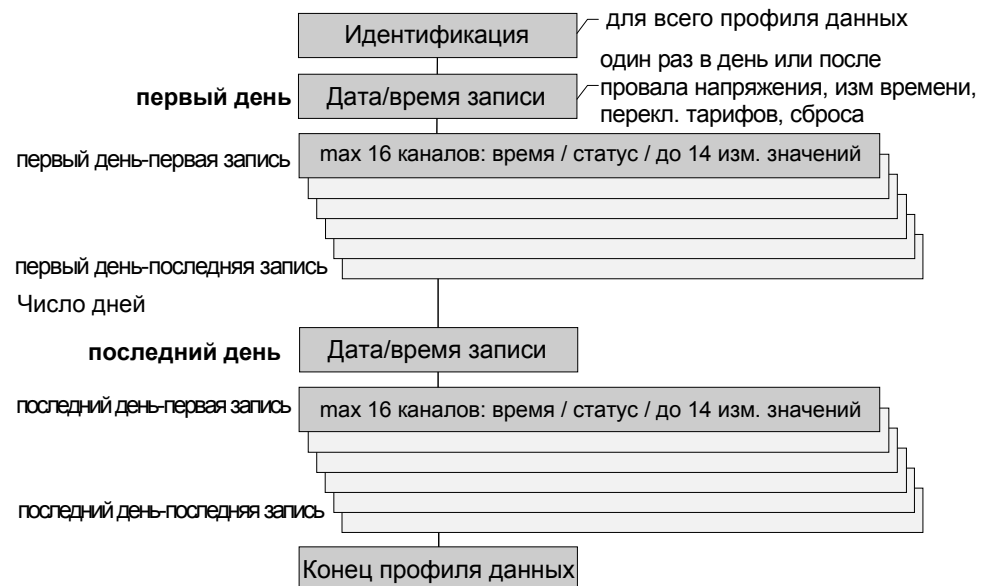 Идентификация
для всего профиля данных
первый день
Дата/время записи
один раз в день или после
провала напряжения, изм времени,
перекл. тарифов, сброса
первый день-первая запись
max 16 каналов: время / статус / до 14 изм. значений
первый день-последняя запись
Число дней
последний день
Дата/время записи
последний день-первая запись
max 16 каналов: время / статус / до 14 изм. значений
последний день-последняя запись
Конец профиля данных